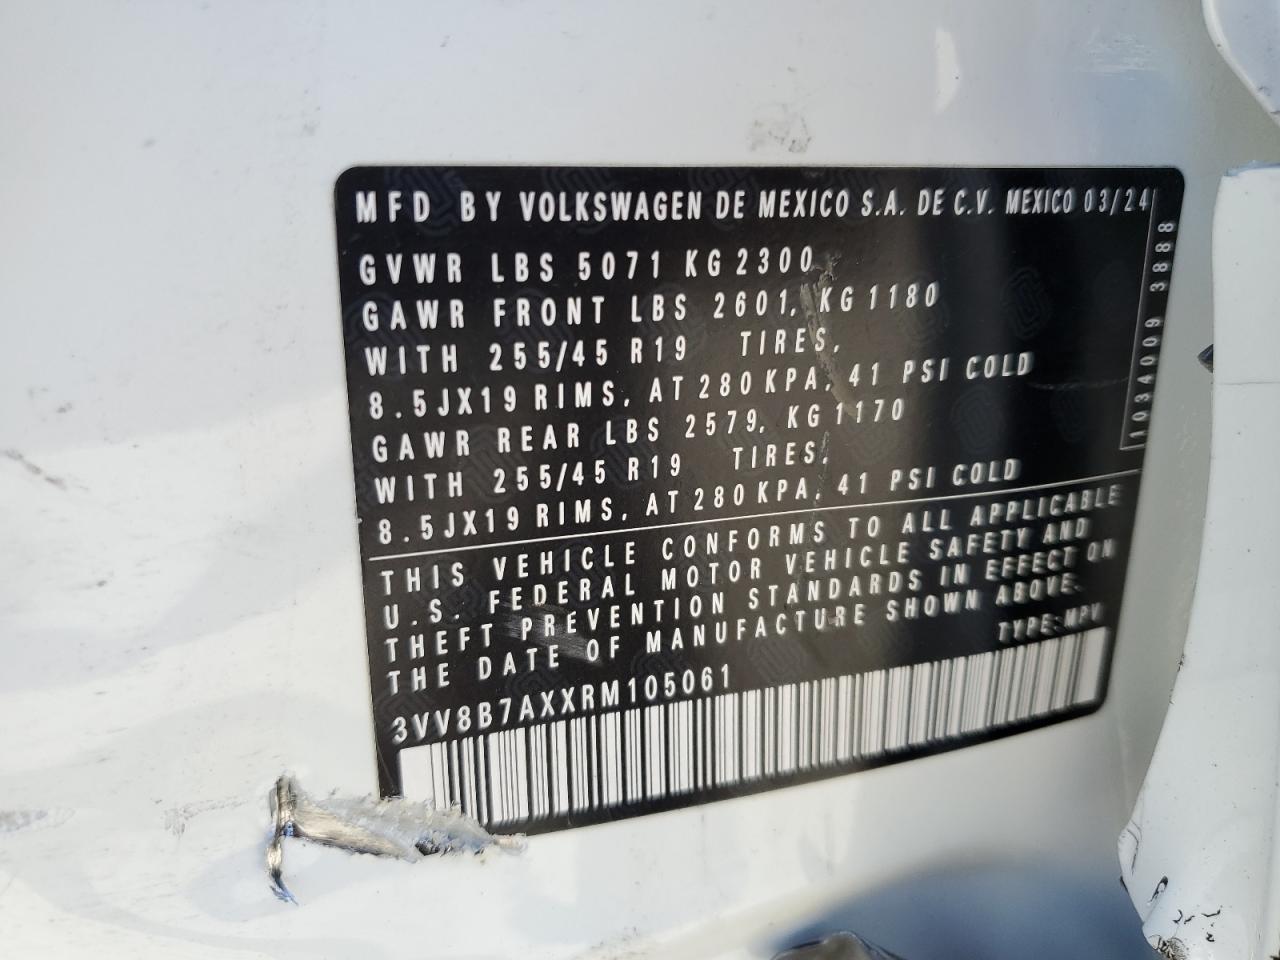 MFD BY VOLKSWAGEN DE MEXICO S.A. DE C.V. MEXICO 03/24
GVWR LBS 5071 KG 2300
GAWR FRONT LBS 2601, KG 1180
WITH 255/45 R19 TIRES,
8.5JX19 RIMS, AT 280 KPA, 41 PSI COLD
GAWR REAR LBS 2579, KG 1170
WITH 255/45 R19 TIRES,
8.5JX19 RIMS, AT 280 KPA, 41 PSI COLD
THIS VEHICLE CONFORMS TO ALL APPLICABLE
U.S. FEDERAL MOTOR VEHICLE SAFETY AND
THEFT PREVENTION STANDARDS IN EFFECT ON
THE DATE OF MANUFACTURE SHOWN ABOVE.
TYPE: MPV
3VV8B7AXXRM105061
1034009 3888